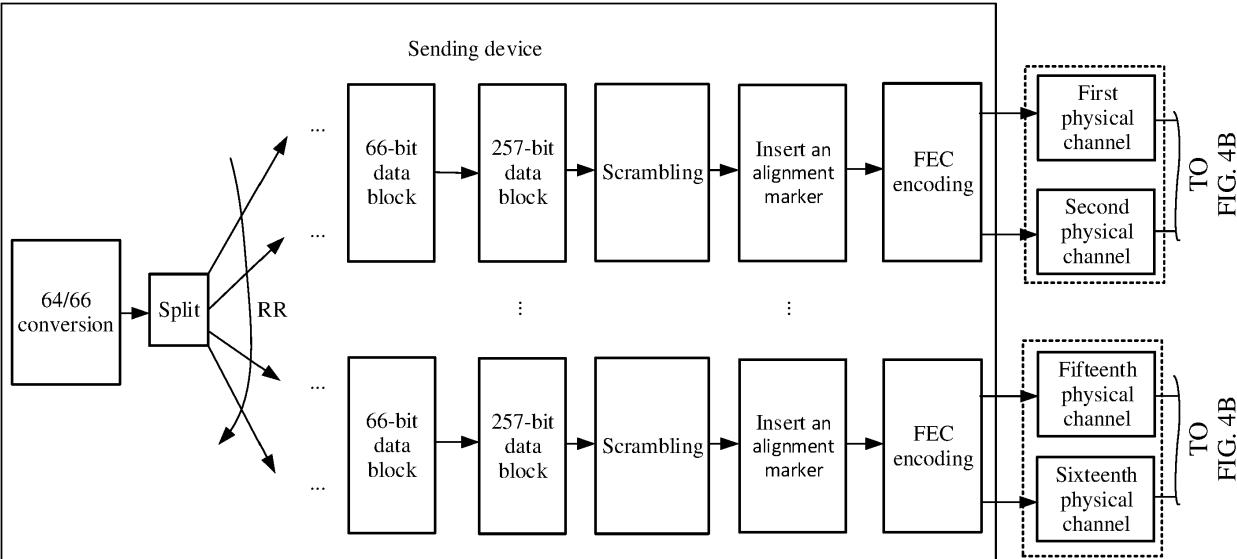 Sending device
64/66
conversion
Split
RR
...
...
...
...
66-bit
data
block
257-bit
data
block
Scrambling
Insert an
alignment
marker
FEC
encoding
First
physical
channel
Second
physical
channel
TO
FIG. 4B
...
...
66-bit
data
block
257-bit
data
block
Scrambling
Insert an
alignment
marker
FEC
encoding
Fifteenth
physical
channel
Sixteenth
physical
channel
TO
FIG. 4B